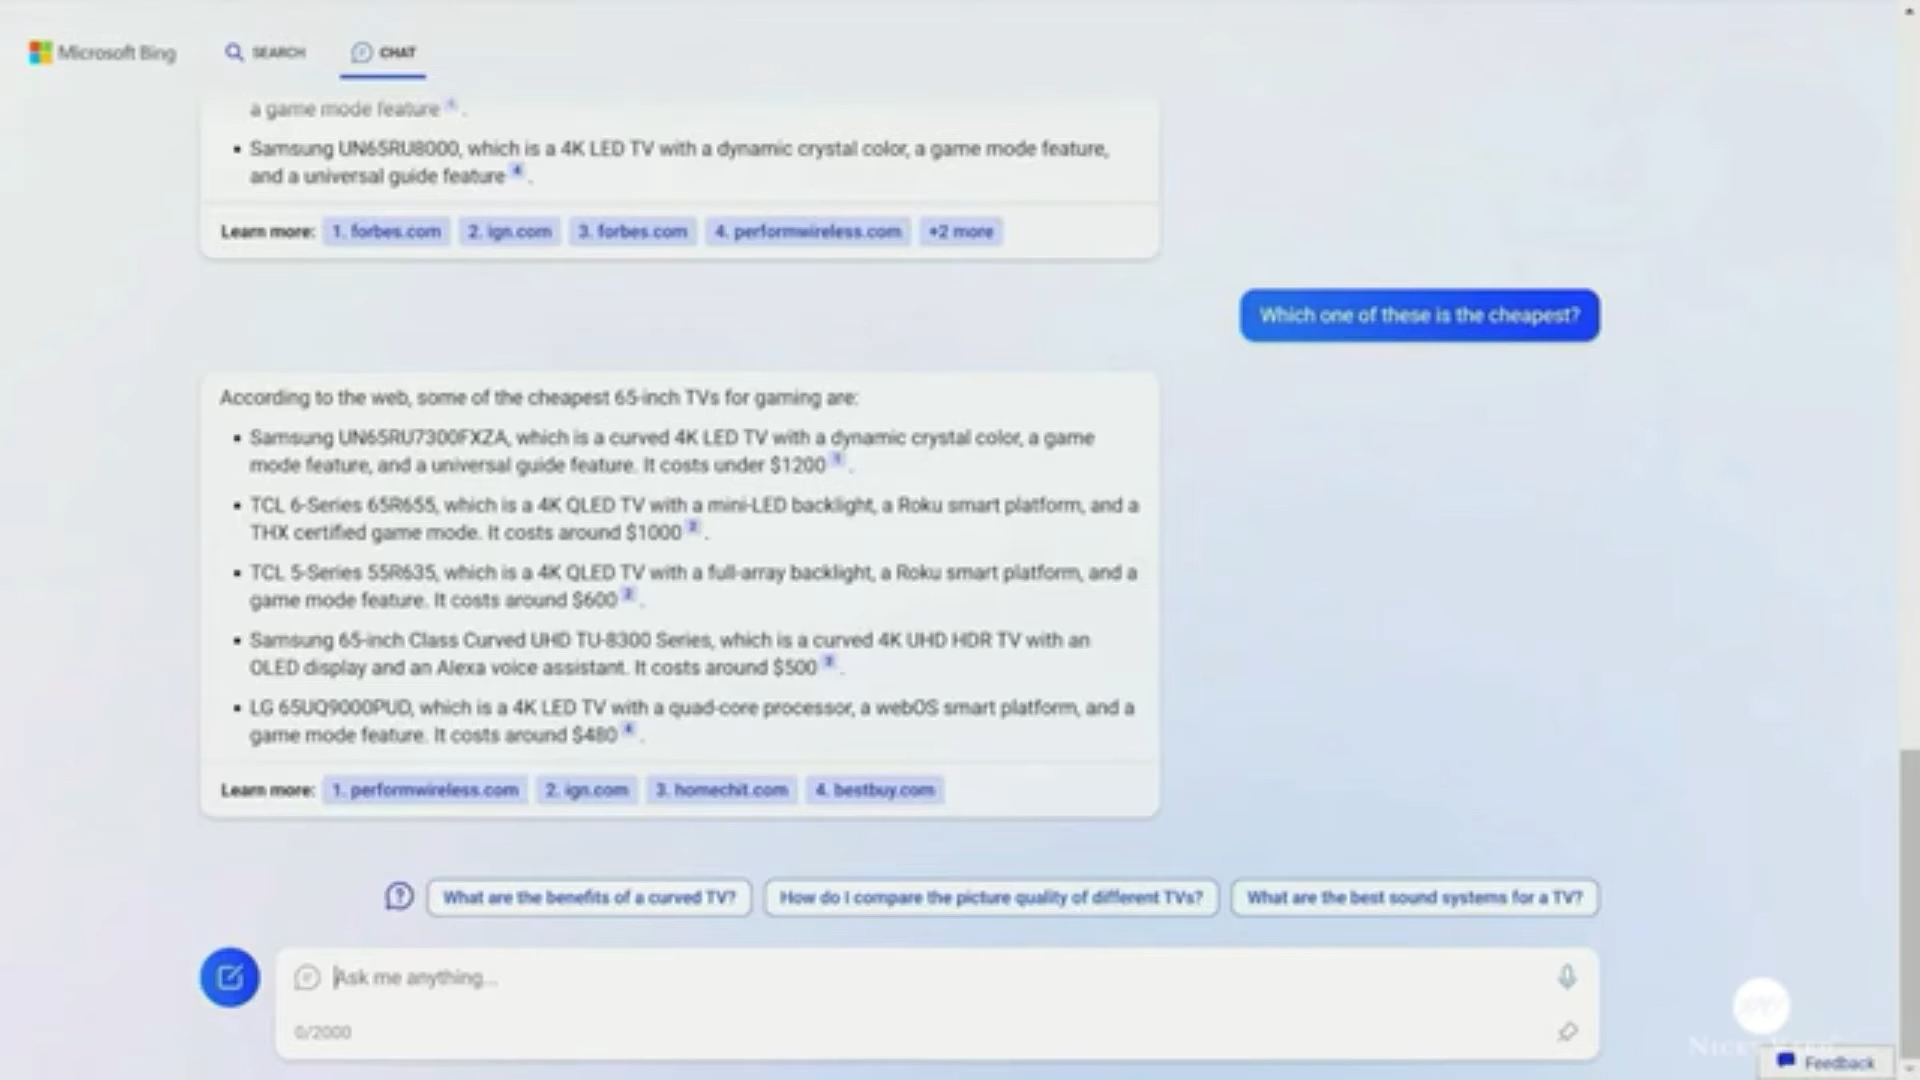 Microsoft Bing
SEARCH
CHAT
a game mode feature
• Samsung UN65RU8000, which is a 4K LED TV with a dynamic crystal color, a game mode feature,
and a universal guide feature 4 .
Learn more: 1. forbes.com 2. ign.com 3. forbes.com 4. performwireless.com +2 more
Which one of these is the cheapest?
According to the web, some of the cheapest 65-inch TVs for gaming are:
• Samsung UN65RU7300FXZA, which is a curved 4K LED TV with a dynamic crystal color, a game
mode feature, and a universal guide feature. It costs under $1200 1 .
• TCL 6-Series 65R655, which is a 4K QLED TV with a mini-LED backlight, a Roku smart platform, and a
THX certified game mode. It costs around $1000 2 .
• TCL 5-Series 55R635, which is a 4K QLED TV with a full-array backlight, a Roku smart platform, and a
game mode feature. It costs around $600 2 .
• Samsung 65-inch Class Curved UHD TU-8300 Series, which is a curved 4K UHD HDR TV with an
OLED display and an Alexa voice assistant. It costs around $500 3 .
• LG 65UQ9000PUD, which is a 4K LED TV with a quad-core processor, a webOS smart platform, and a
game mode feature. It costs around $480 4 .
Learn more: 1. performwireless.com 2. ign.com 3. homechit.com 4. bestbuy.com
What are the benefits of a curved TV?
How do I compare the picture quality of different TVs?
What are the best sound systems for a TV?
Ask me anything...
0/2000
Feedback